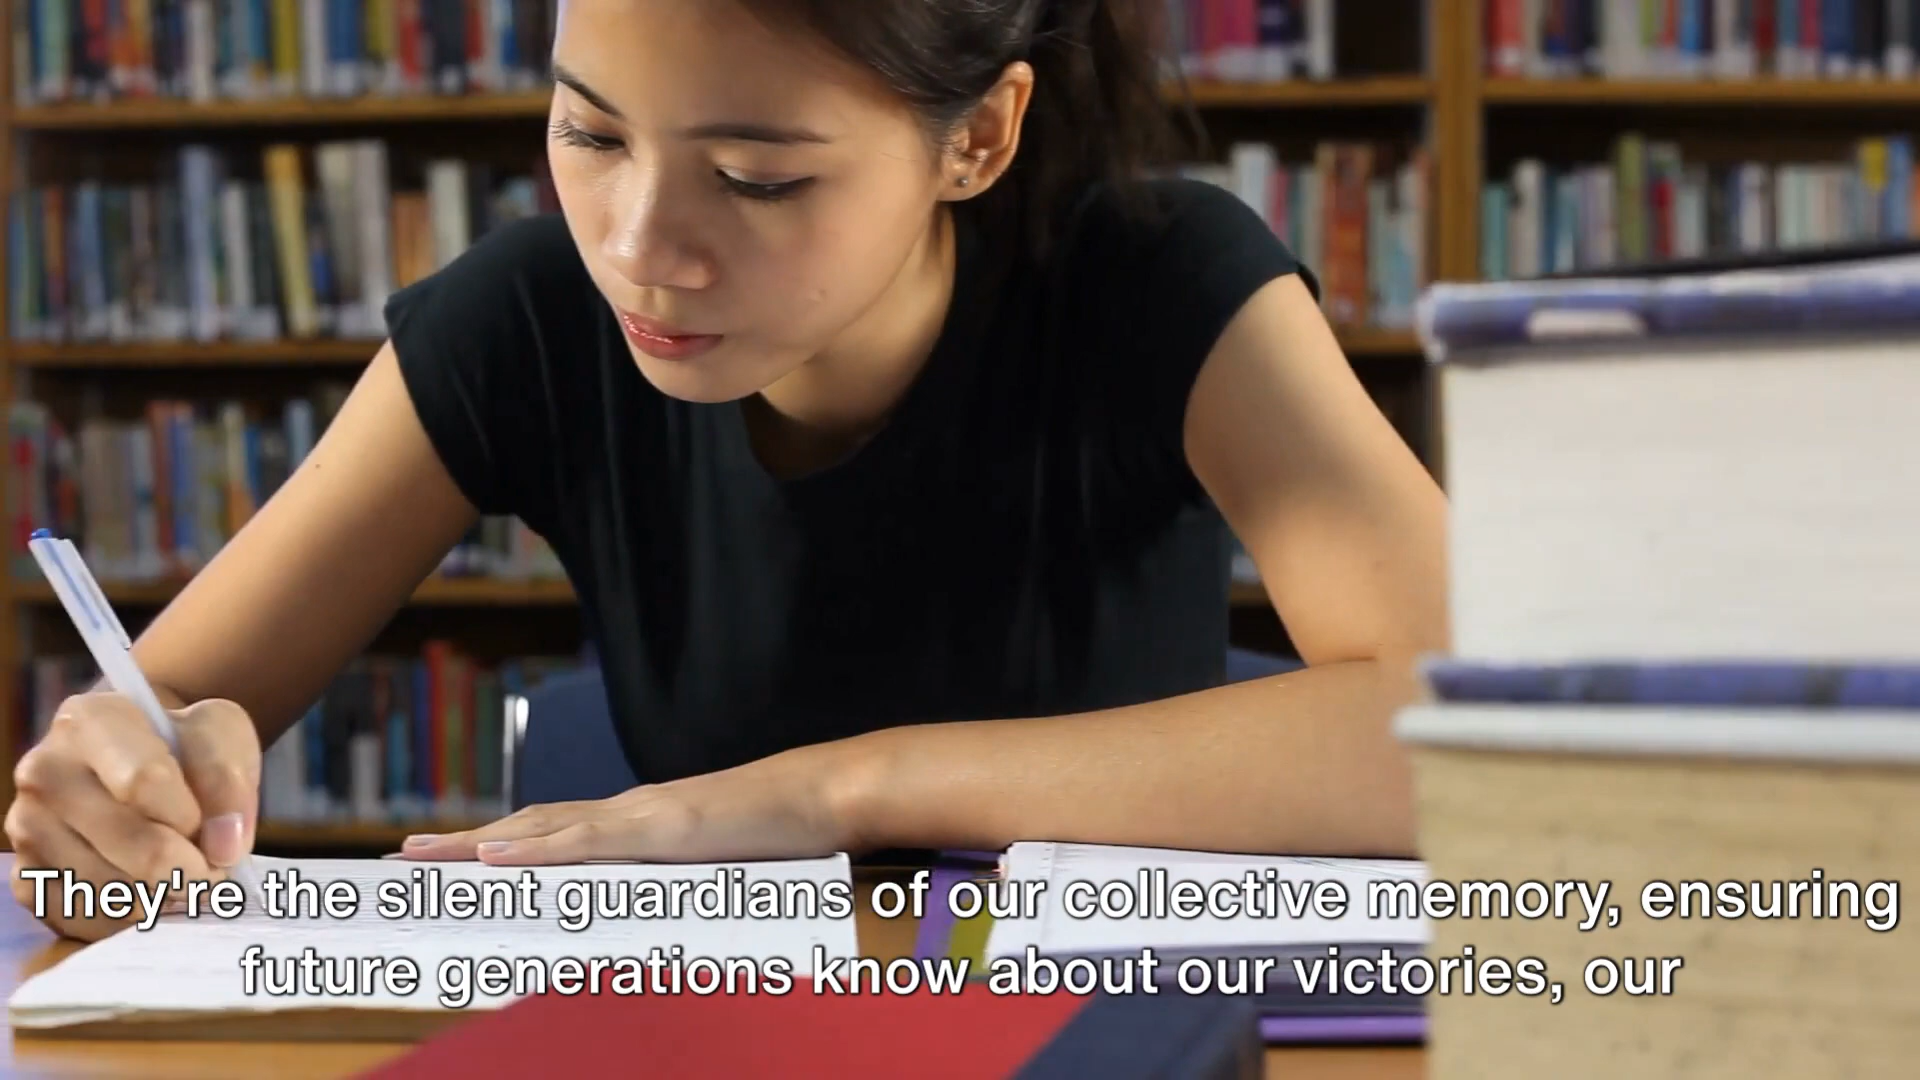 They're the silent guardians of our collective memory, ensuring
future generations know about our victories, our